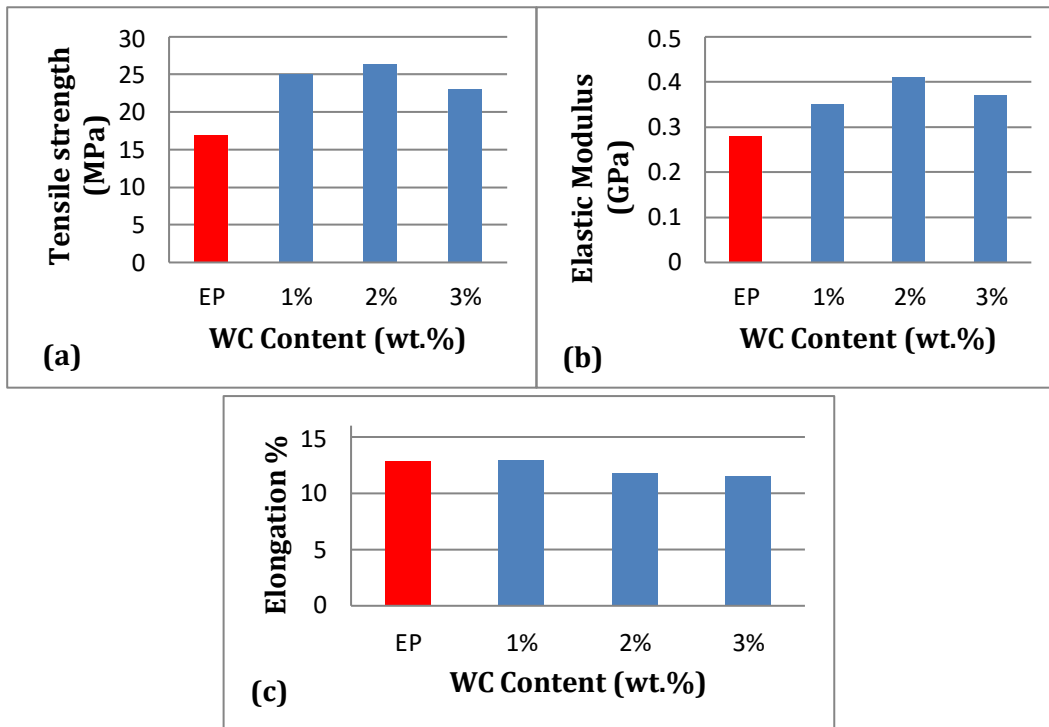 Tensile strength
(MPa)
30
25
20
15
10
5
0
EP 1% 2% 3%
WC Content (wt.%)
(a)
Elastic Modulus
(GPa)
0.5
0.4
0.3
0.2
0.1
0
EP 1% 2% 3%
WC Content (wt.%)
(b)
Elongation %
15
10
5
0
EP 1% 2% 3%
WC Content (wt.%)
(c)